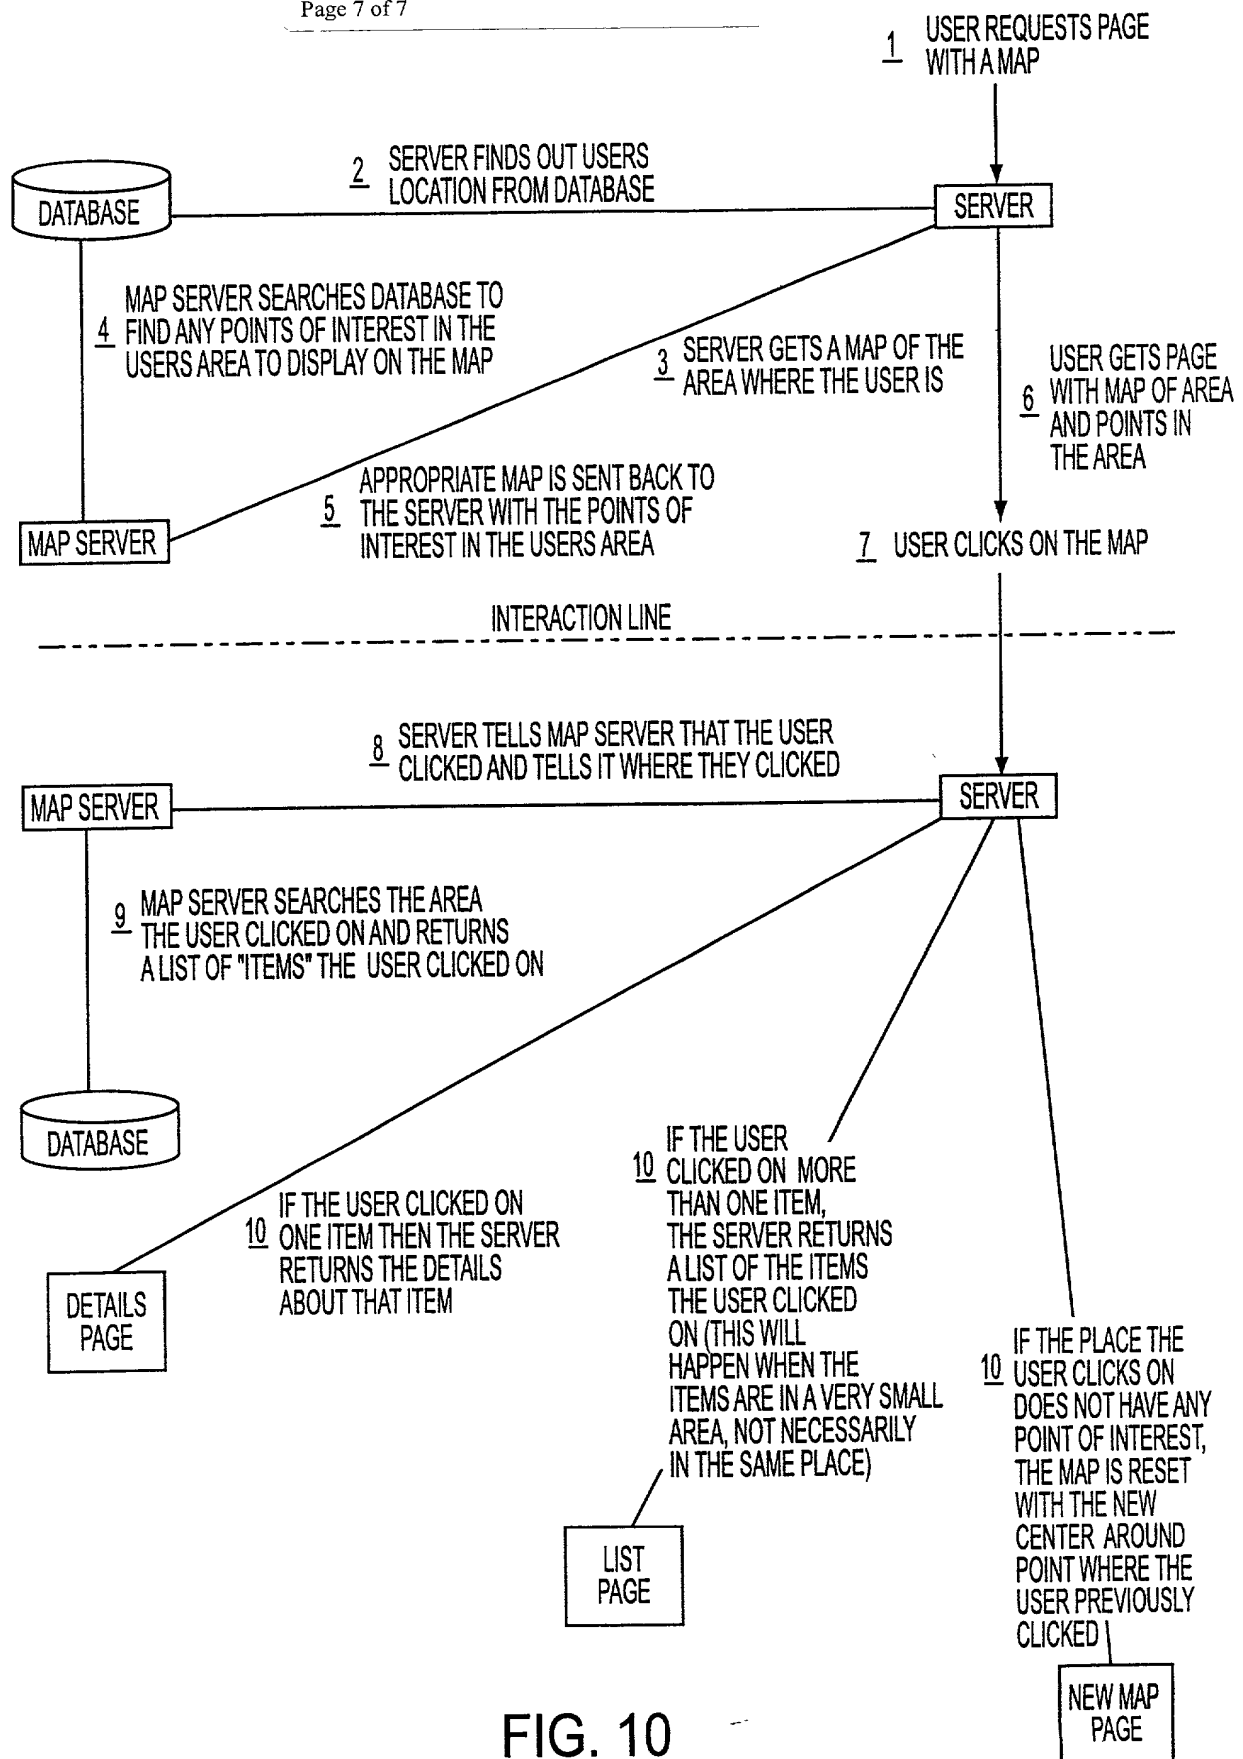 Page 7 of 7
1 USER REQUESTS PAGE
WITH A MAP
2 SERVER FINDS OUT USERS
LOCATION FROM DATABASE
DATABASE
SERVER
4 MAP SERVER SEARCHES DATABASE TO
FIND ANY POINTS OF INTEREST IN THE
USERS AREA TO DISPLAY ON THE MAP
3 SERVER GETS A MAP OF THE
AREA WHERE THE USER IS
6 USER GETS PAGE
WITH MAP OF AREA
AND POINTS IN
THE AREA
5 APPROPRIATE MAP IS SENT BACK TO
THE SERVER WITH THE POINTS OF
INTEREST IN THE USERS AREA
MAP SERVER
7 USER CLICKS ON THE MAP
INTERACTION LINE
8 SERVER TELLS MAP SERVER THAT THE USER
CLICKED AND TELLS IT WHERE THEY CLICKED
MAP SERVER
SERVER
9 MAP SERVER SEARCHES THE AREA
THE USER CLICKED ON AND RETURNS
A LIST OF "ITEMS" THE USER CLICKED ON
DATABASE
10 IF THE USER CLICKED ON
ONE ITEM THEN THE SERVER
RETURNS THE DETAILS
ABOUT THAT ITEM
DETAILS
PAGE
10 IF THE USER
CLICKED ON MORE
THAN ONE ITEM,
THE SERVER RETURNS
A LIST OF THE ITEMS
THE USER CLICKED
ON (THIS WILL
HAPPEN WHEN THE
ITEMS ARE IN A VERY SMALL
AREA, NOT NECESSARILY
IN THE SAME PLACE)
LIST
PAGE
10 IF THE PLACE THE
USER CLICKS ON
DOES NOT HAVE ANY
POINT OF INTEREST,
THE MAP IS RESET
WITH THE NEW
CENTER AROUND
POINT WHERE THE
USER PREVIOUSLY
CLICKED
NEW MAP
PAGE
FIG. 10